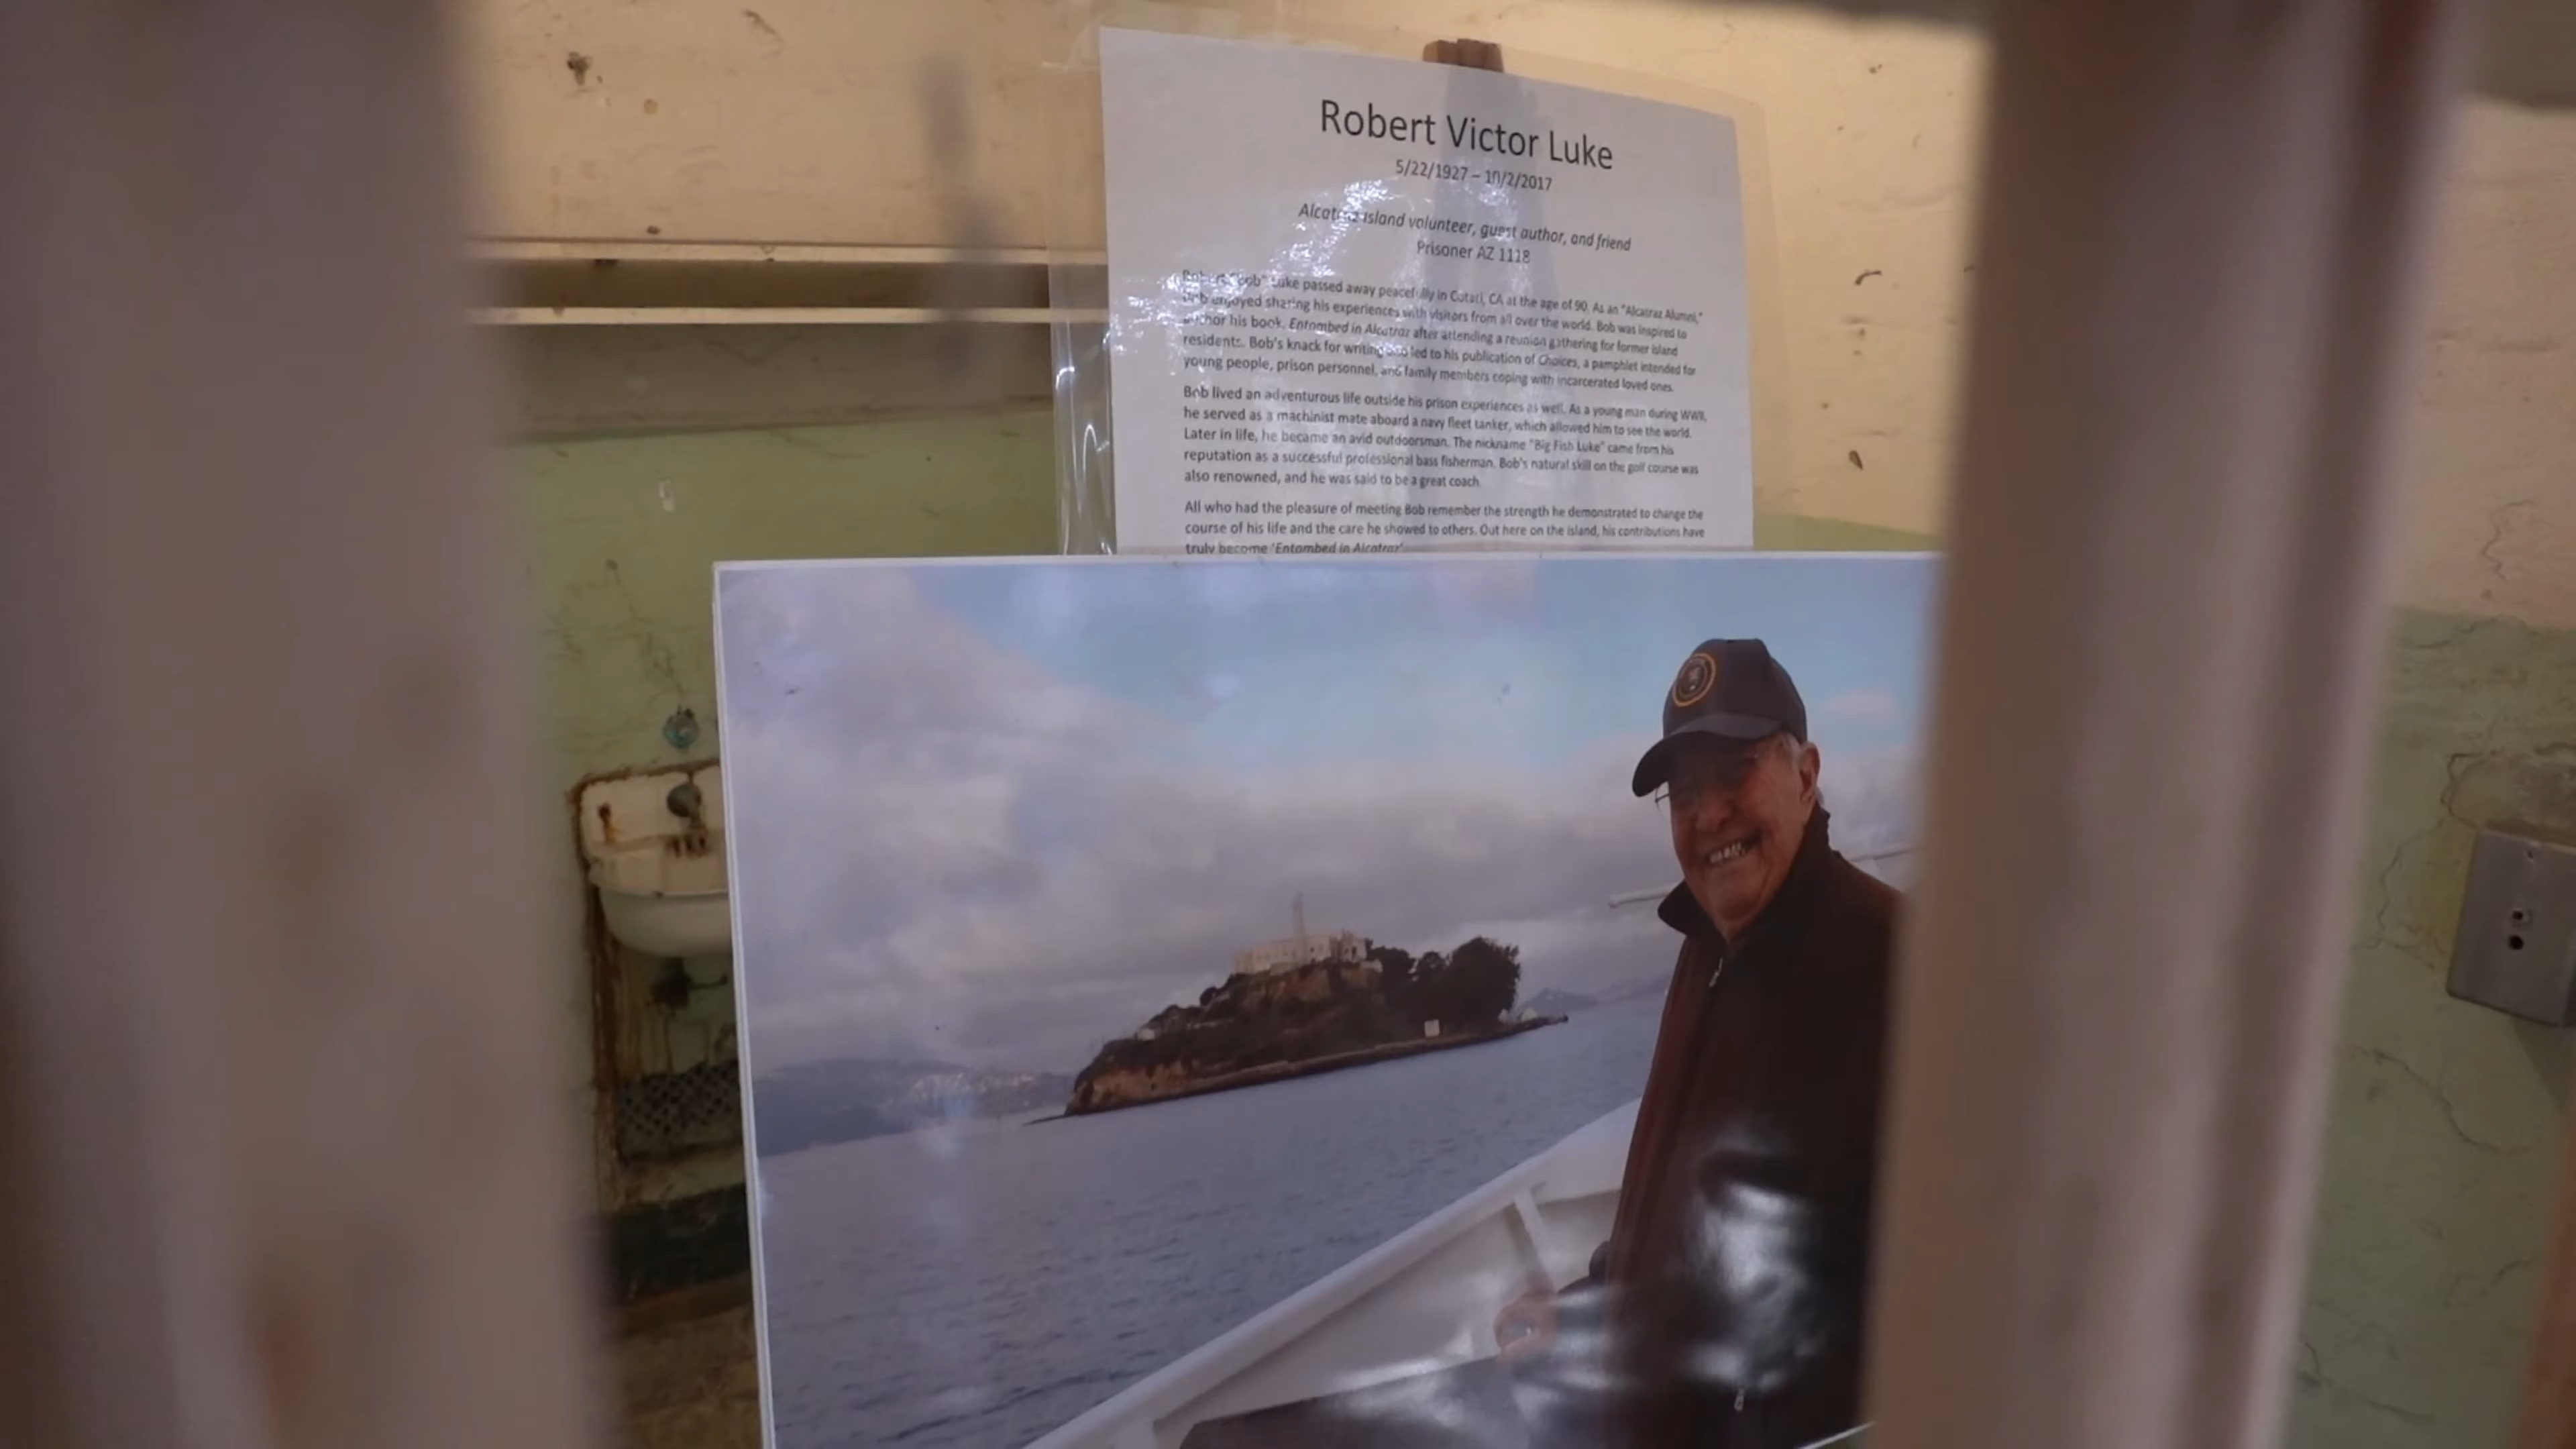 Robert Victor Luke
5/22/1927 – 10/2/2017
Alcatraz Island volunteer, guest author, and friend
Prisoner AZ 1118
Robert "Bob" Luke passed away peacefully in Cotati, CA at the age of 90. As an "Alcatraz Alumni,"
Bob enjoyed sharing his experiences with visitors from all over the world. Bob was inspired to
author his book, Entombed in Alcatraz after attending a reunion gathering for former island
residents. Bob's knack for writing also led to his publication of Choices, a pamphlet intended for
young people, prison personnel, and family members coping with incarcerated loved ones.
Bob lived an adventurous life outside his prison experiences as well. As a young man during WWII,
he served as a machinist mate aboard a navy fleet tanker, which allowed him to see the world.
Later in life, he became an avid outdoorsman. The nickname "Big Fish Luke" came from his
reputation as a successful professional bass fisherman. Bob's natural skill on the golf course was
also renowned, and he was said to be a great coach.
All who had the pleasure of meeting Bob remember the strength he demonstrated to change the
course of his life and the care he showed to others. Out here on the island, his contributions have
truly become 'Entombed in Alcatraz'.